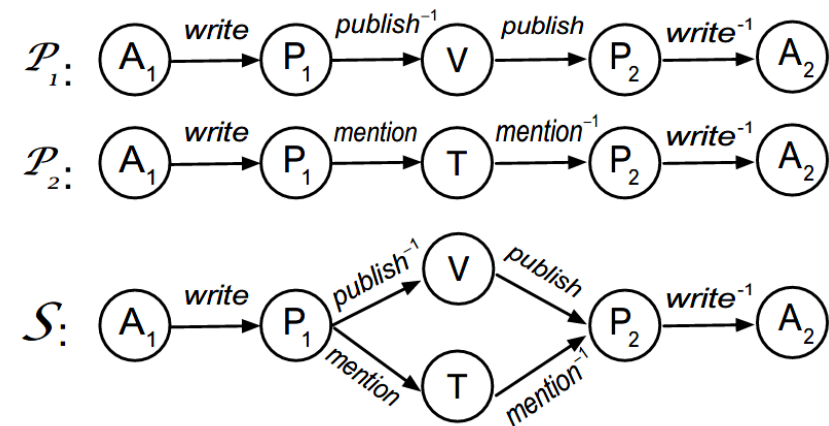 𝒫₁: A₁ write P₁ publish⁻¹ V publish P₂ write⁻¹ A₂
𝒫₂: A₁ write P₁ mention T mention⁻¹ P₂ write⁻¹ A₂
𝒮: A₁ write P₁ publish⁻¹ V publish P₂ write⁻¹ A₂
mention T mention⁻¹